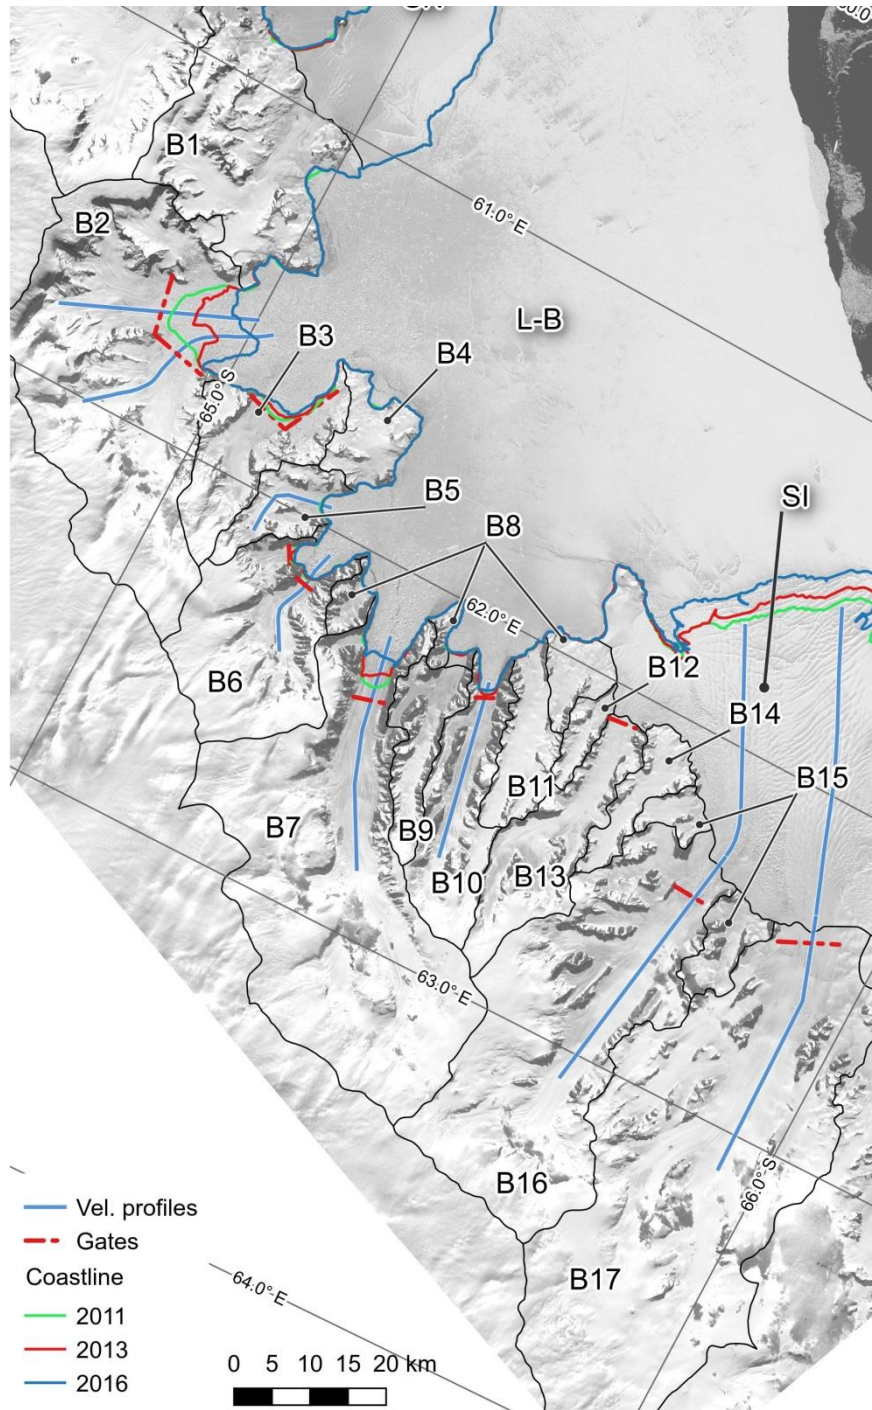 B1
61.0° E
B2
L-B
B3
B4
65.0° S
B5
SI
B8
62.0° E
B12
B6
B14
B11
B15
B7
B9
B10
B13
63.0° E
B16
66.0° S
B17
64.0° E
Vel. profiles
Gates
Coastline
2011
2013
2016
0 5 10 15 20 km